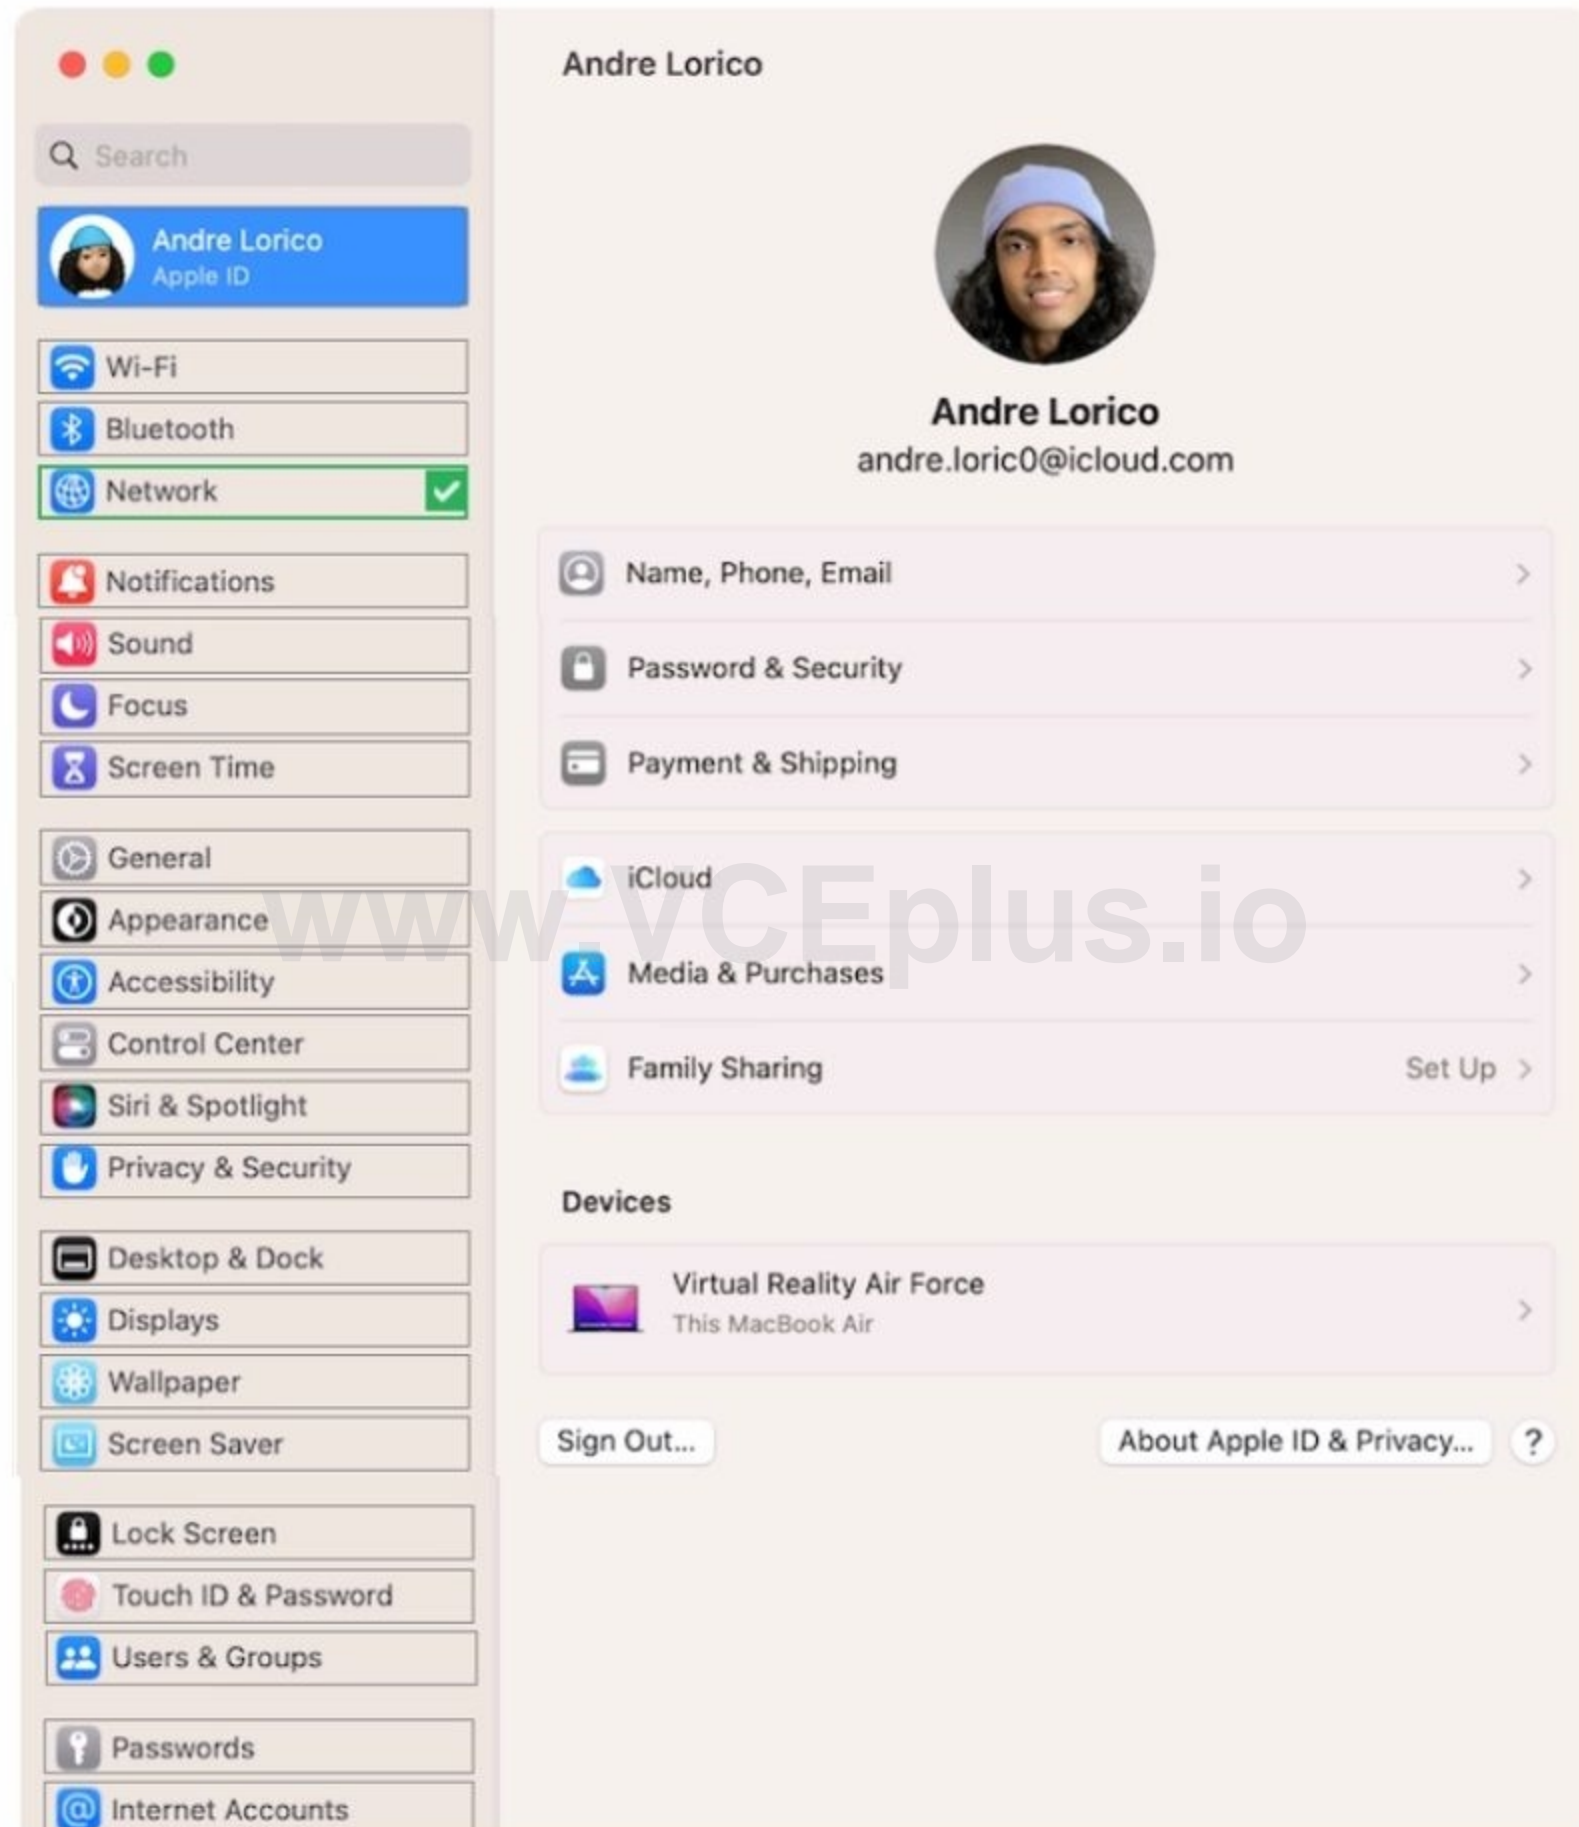 Andre Lorico
Search
Andre Lorico
Apple ID
Wi-Fi
Bluetooth
Network
Notifications
Sound
Focus
Screen Time
General
Appearance
Accessibility
Control Center
Siri & Spotlight
Privacy & Security
Desktop & Dock
Displays
Wallpaper
Screen Saver
Lock Screen
Touch ID & Password
Users & Groups
Passwords
Internet Accounts
Andre Lorico
andre.loric0@icloud.com
Name, Phone, Email
Password & Security
Payment & Shipping
iCloud
Media & Purchases
Family Sharing Set Up
Devices
Virtual Reality Air Force
This MacBook Air
Sign Out... About Apple ID & Privacy... ?
www.VCEplus.io